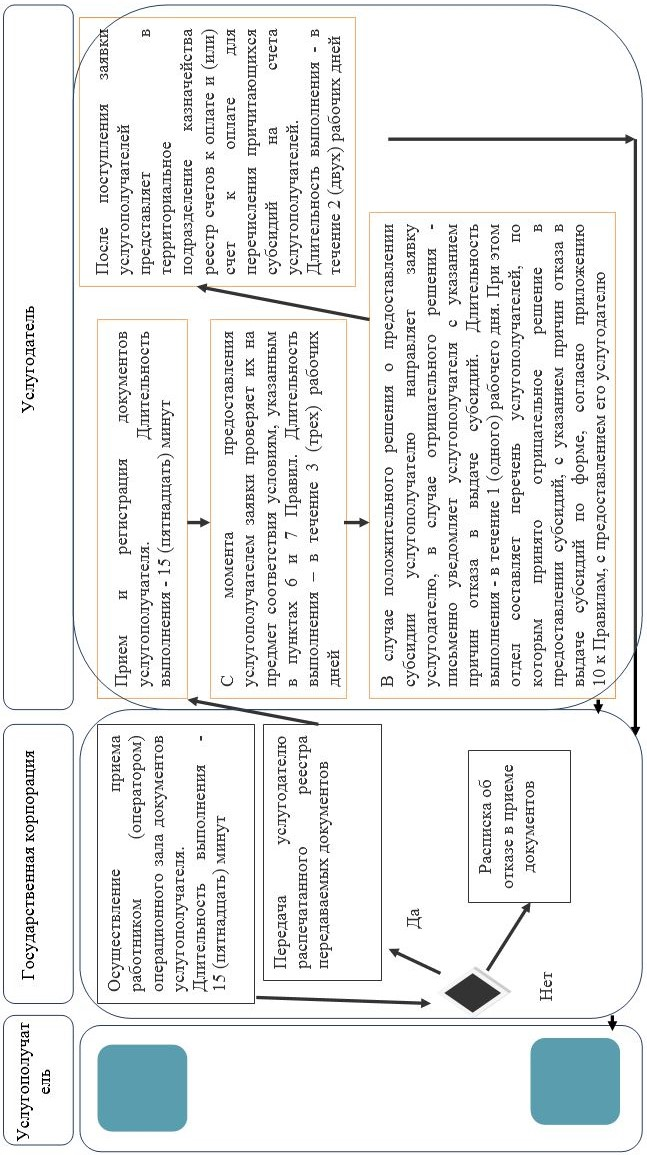 Услугополучат
ель
Государственная корпорация
Услугодатель
Осуществление приема
работником (оператором)
операционного зала документов
услугополучателя.
Длительность выполнения -
15 (пятнадцать) минут
Передача услугодателю
распечатанного реестра
передаваемых документов
Да
Нет
Расписка об
отказе в приеме
документов
Прием и регистрация документов
услугополучателя. Длительность
выполнения - 15 (пятнадцать) минут
С момента предоставления
услугополучателем заявки проверяет их на
предмет соответствия условиям, указанным
в пунктах 6 и 7 Правил. Длительность
выполнения – в течение 3 (трех) рабочих
дней
В случае положительного решения о предоставлении
субсидии услугополучателю направляет заявку
услугодателю, в случае отрицательного решения -
письменно уведомляет услугополучателя с указанием
причин отказа в выдаче субсидий. Длительность
выполнения - в течение 1 (одного) рабочего дня. При этом
отдел составляет перечень услугополучателей, по
которым принято отрицательное решение в
предоставлении субсидий, с указанием причин отказа в
выдаче субсидий по форме, согласно приложению
10 к Правилам, с предоставлением его услугодателю
После поступления заявки
услугополучателей в
представляет
территориальное
подразделение казначейства
реестр счетов к оплате и (или)
счет к оплате для
перечисления причитающихся
субсидий на счета
услугополучателей.
Длительность выполнения - в
течение 2 (двух) рабочих дней